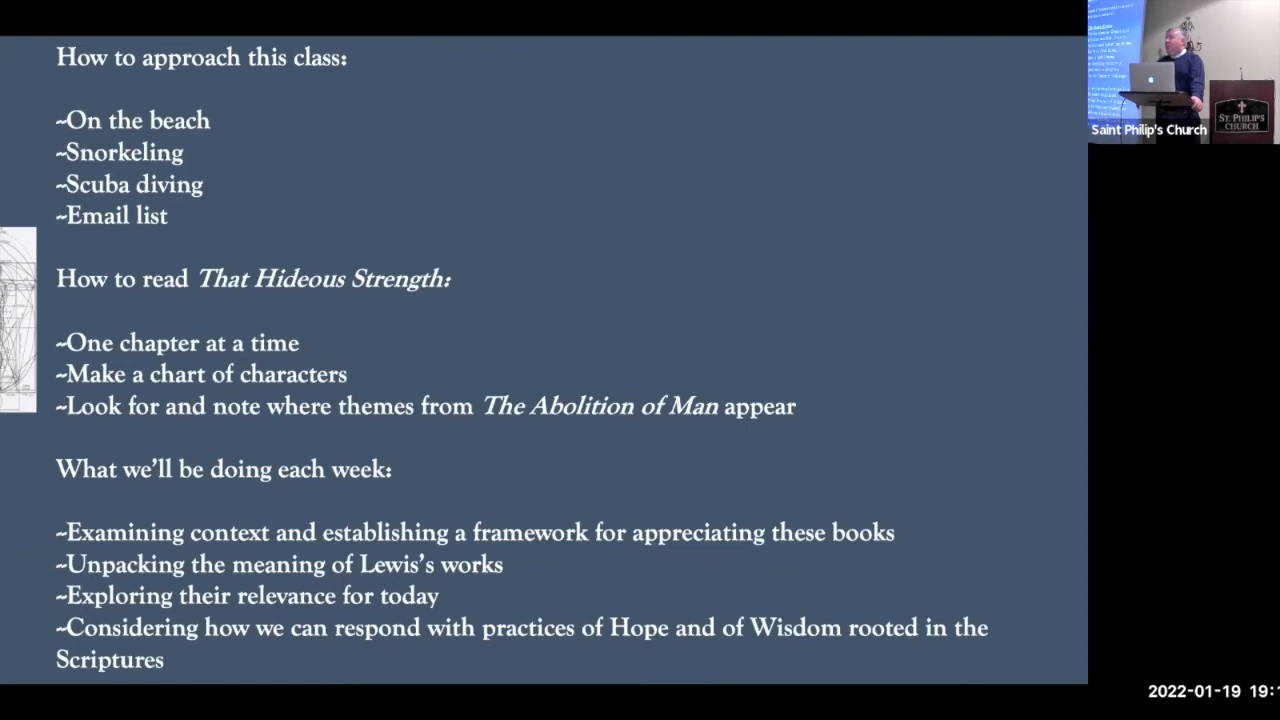 How to approach this class:
~On the beach
~Snorkeling
~Scuba diving
~Email list
How to read That Hideous Strength:
~One chapter at a time
~Make a chart of characters
~Look for and note where themes from The Abolition of Man appear
What we'll be doing each week:
~Examining context and establishing a framework for appreciating these books
~Unpacking the meaning of Lewis's works
~Exploring their relevance for today
~Considering how we can respond with practices of Hope and of Wisdom rooted in the
Scriptures
Saint Philip's Church
ST. PHILIP'S
CHURCH
2022-01-19 19: